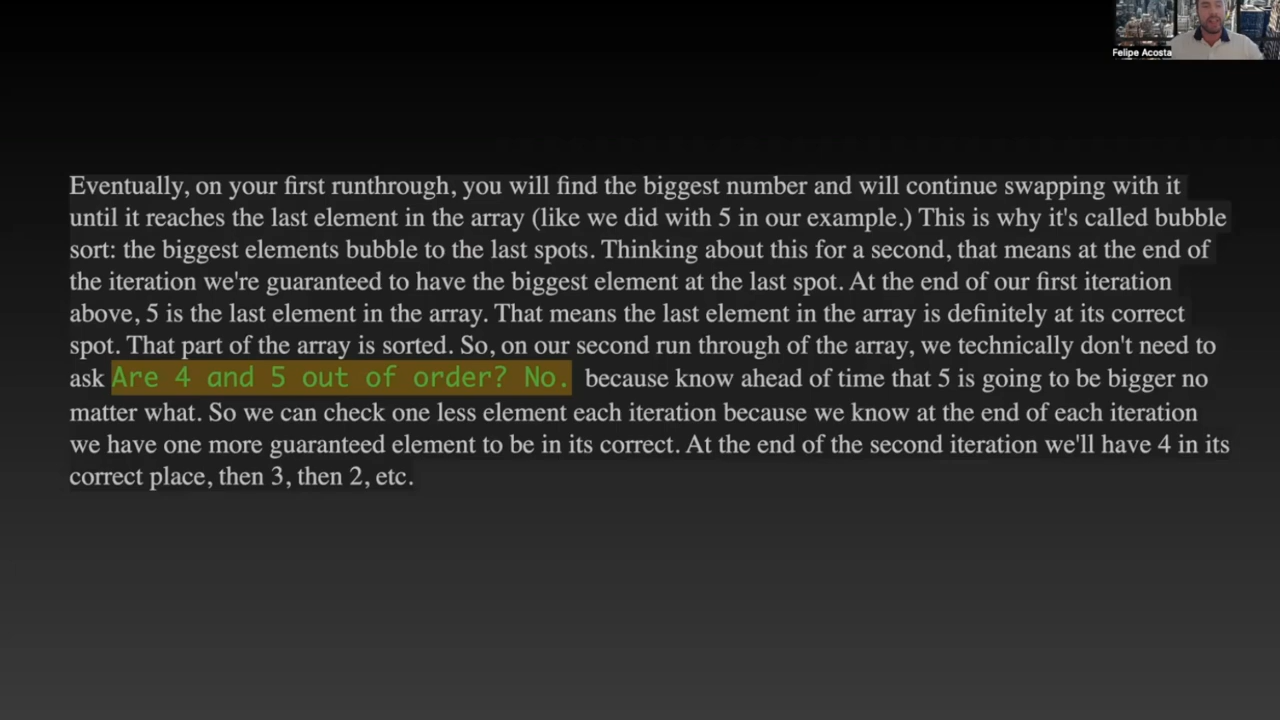 Felipe Acosta
Eventually, on your first runthrough, you will find the biggest number and will continue swapping with it
until it reaches the last element in the array (like we did with 5 in our example.) This is why it's called bubble
sort: the biggest elements bubble to the last spots. Thinking about this for a second, that means at the end of
the iteration we're guaranteed to have the biggest element at the last spot. At the end of our first iteration
above, 5 is the last element in the array. That means the last element in the array is definitely at its correct
spot. That part of the array is sorted. So, on our second run through of the array, we technically don't need to
ask Are 4 and 5 out of order? No. because know ahead of time that 5 is going to be bigger no
matter what. So we can check one less element each iteration because we know at the end of each iteration
we have one more guaranteed element to be in its correct. At the end of the second iteration we'll have 4 in its
correct place, then 3, then 2, etc.